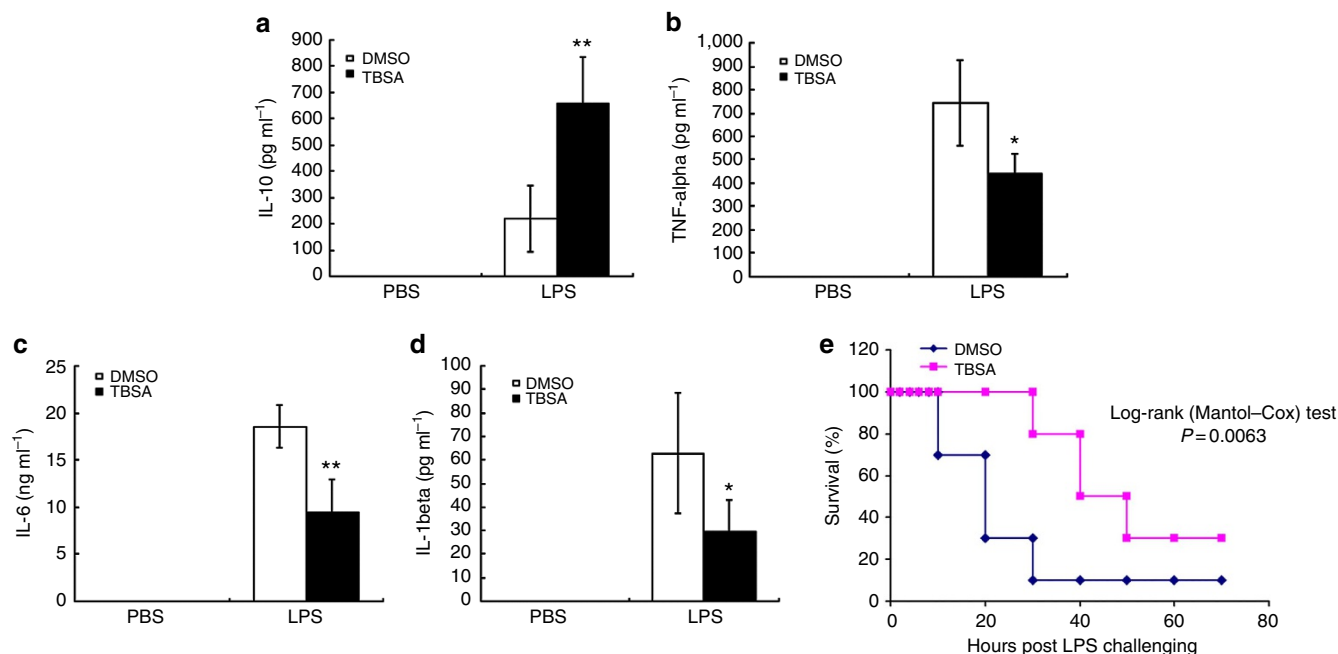 a
900
800
700
600
500
400
300
200
100
0
IL-10 (pg ml⁻¹)
DMSO
TBSA
**
PBS LPS
b
1,000
900
800
700
600
500
400
300
200
100
0
TNF-alpha (pg ml⁻¹)
DMSO
TBSA
*
PBS LPS
c
25
20
15
10
5
0
IL-6 (ng ml⁻¹)
DMSO
TBSA
**
PBS LPS
d
100
90
80
70
60
50
40
30
20
10
0
IL-1beta (pg ml⁻¹)
DMSO
TBSA
*
PBS LPS
e
120
100
80
60
40
20
0
Survival (%)
DMSO
TBSA
Log-rank (Mantol–Cox) test
P=0.0063
0 20 40 60 80
Hours post LPS challenging